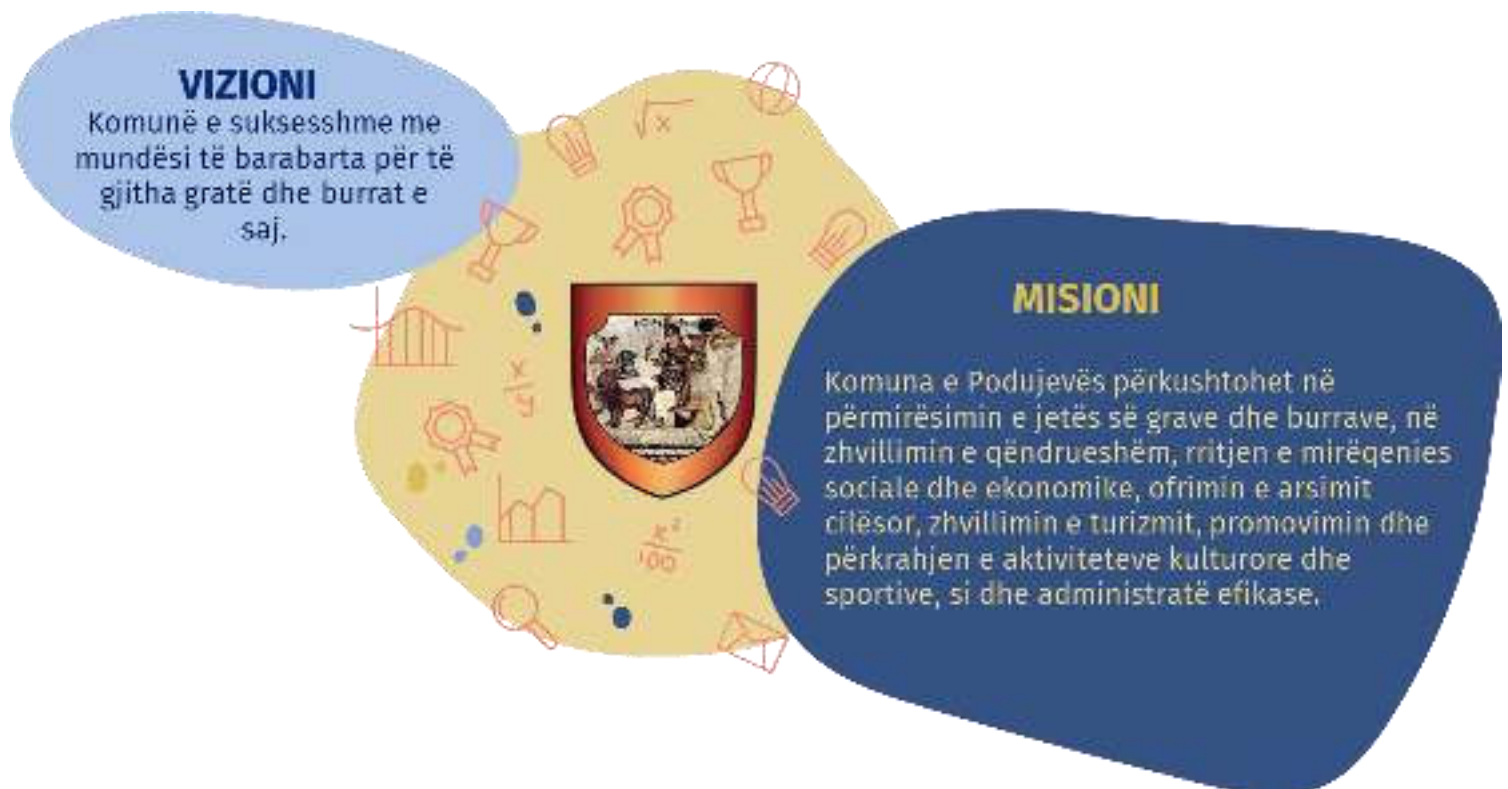 VIZIONI
Komunë e suksesshme me
mundësi të barabarta për të
gjitha gratë dhe burrat e
saj.
√x
x
y
x²
100
MISIONI
Komuna e Podujevës përkushtohet në
përmirësimin e jetës së grave dhe burrave, në
zhvillimin e qëndrueshëm, rritjen e mirëqenies
sociale dhe ekonomike, ofrimin e arsimit
cilësor, zhvillimin e turizmit, promovimin dhe
përkrahjen e aktiviteteve kulturore dhe
sportive, si dhe administratë efikase.